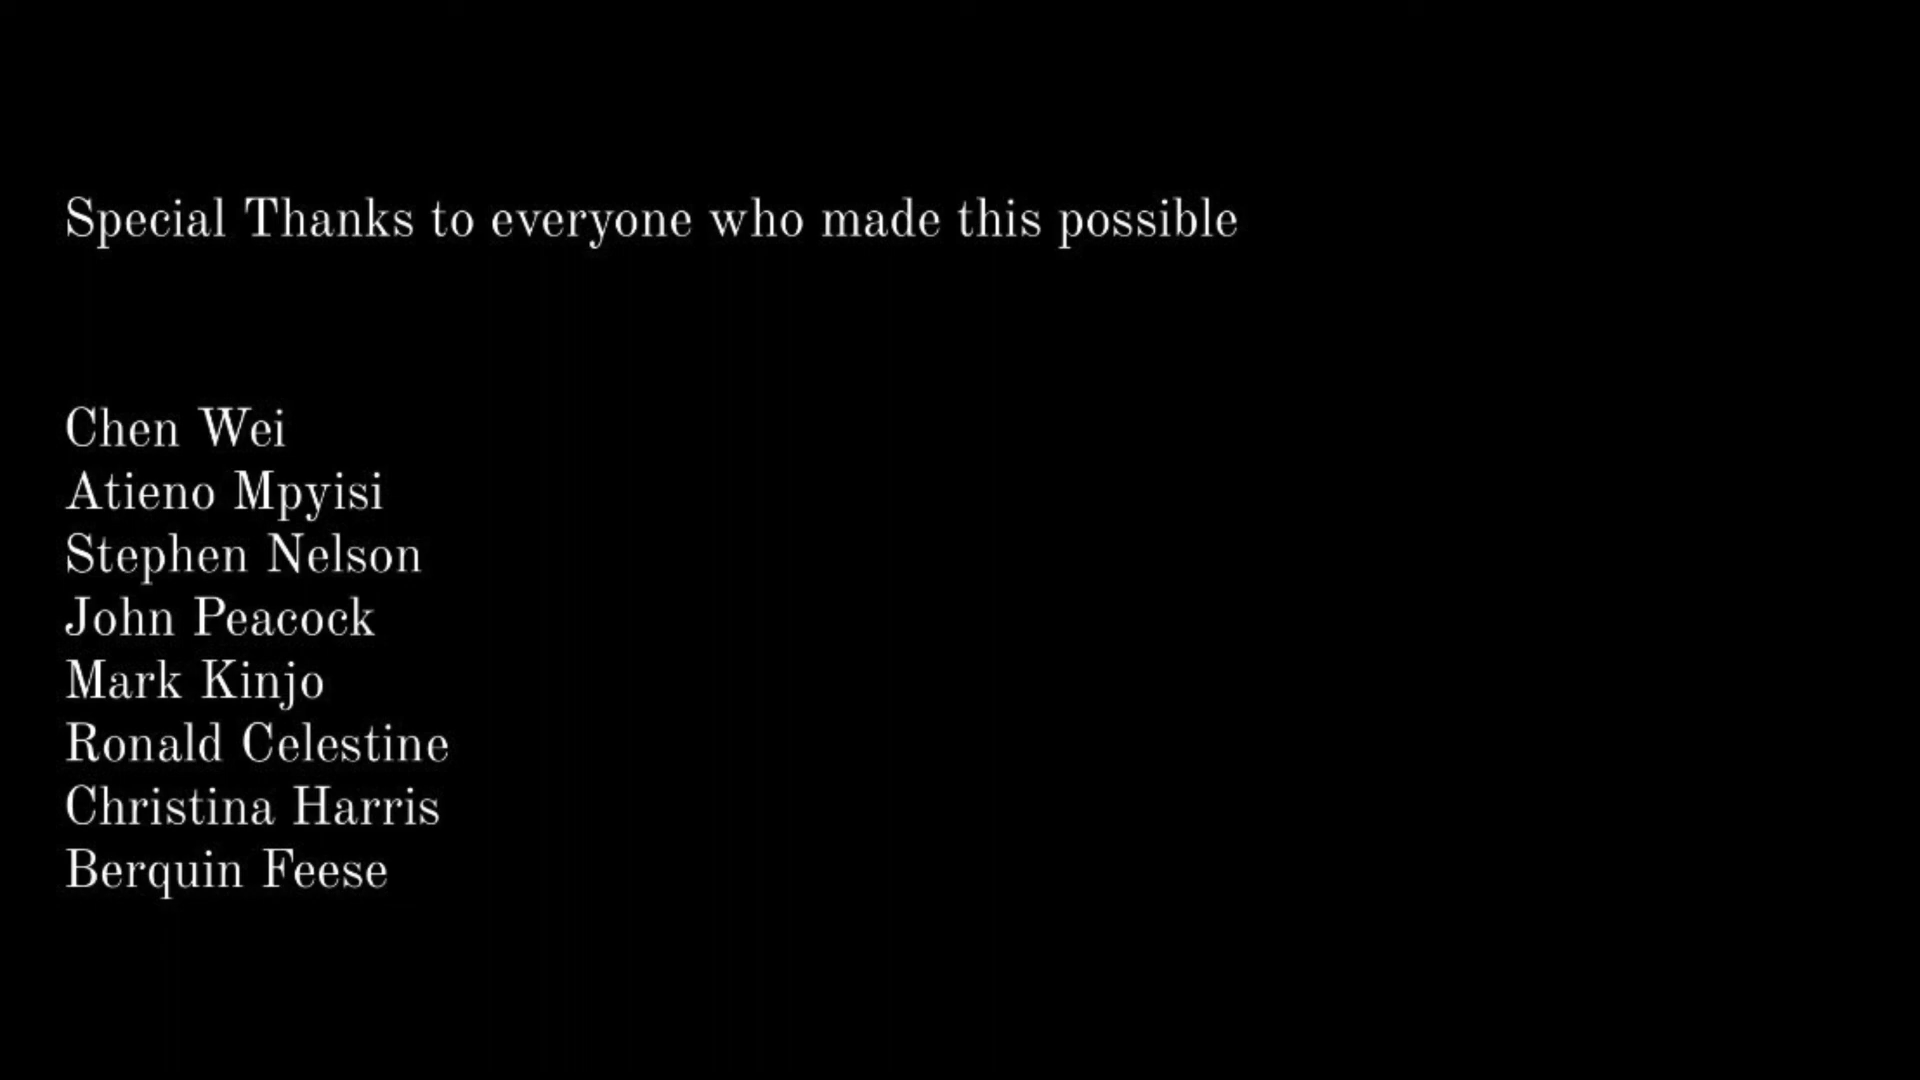 Special Thanks to everyone who made this possible
Chen Wei
Atieno Mpyisi
Stephen Nelson
John Peacock
Mark Kinjo
Ronald Celestine
Christina Harris
Berquin Feese